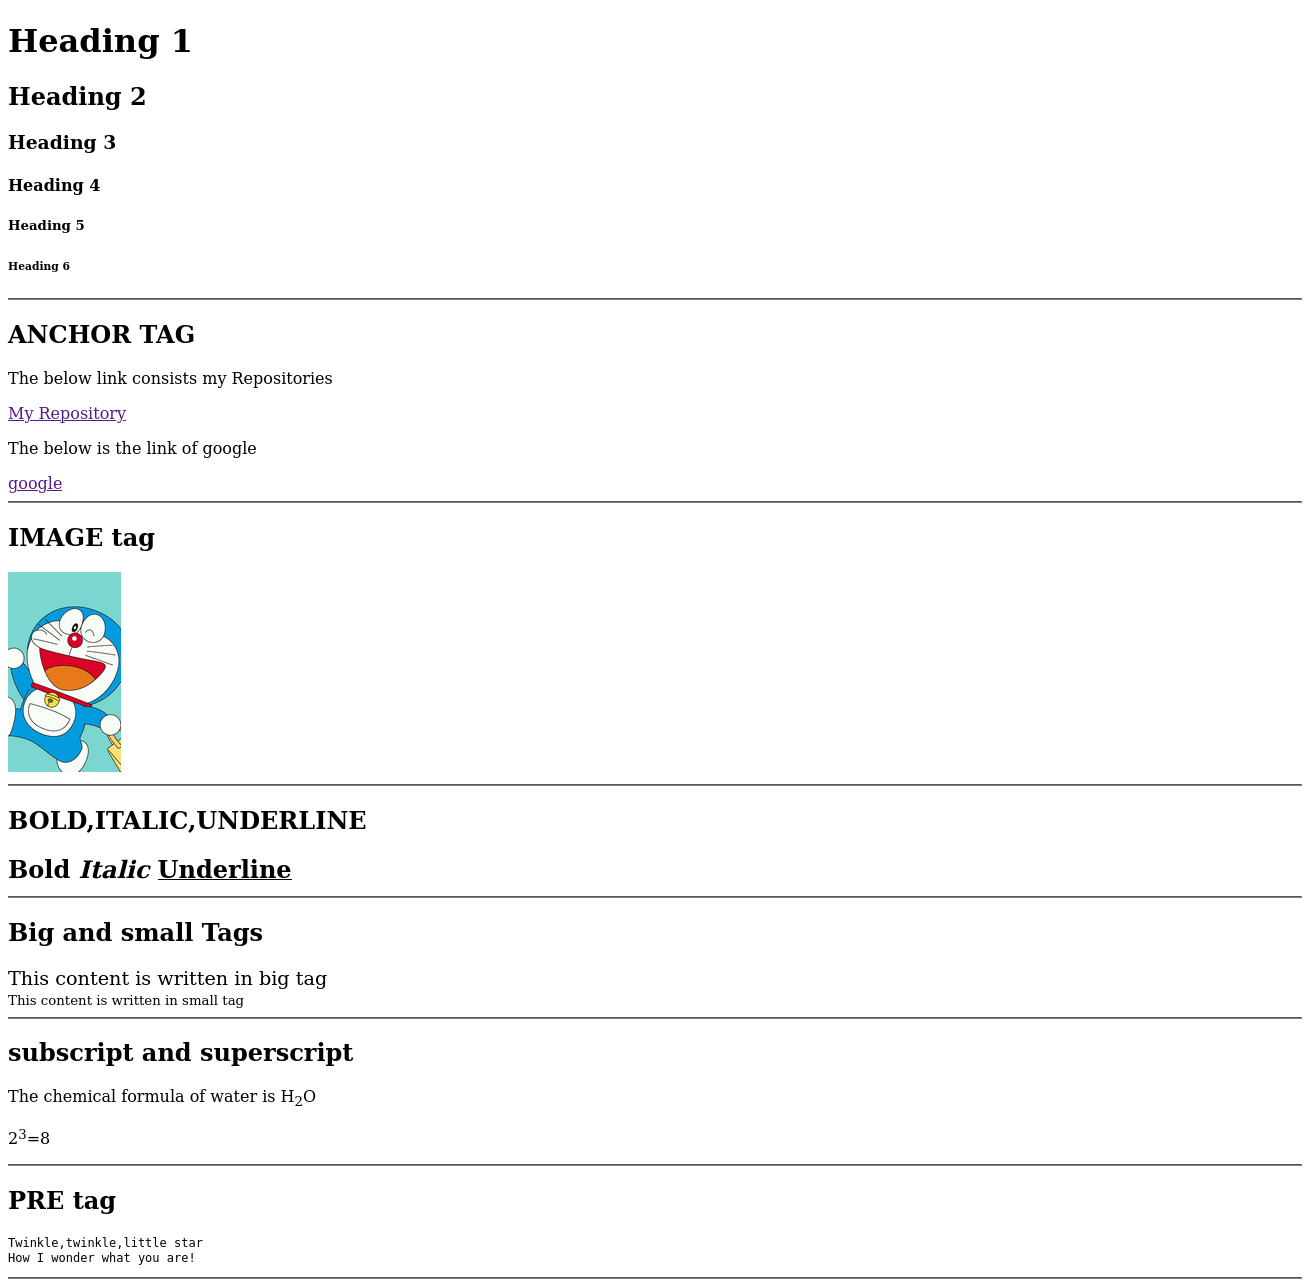 Heading 1
Heading 2
Heading 3
Heading 4
Heading 5
Heading 6
ANCHOR TAG
The below link consists my Repositories
My Repository
The below is the link of google
google
IMAGE tag
BOLD,ITALIC,UNDERLINE
Bold Italic Underline
Big and small Tags
This content is written in big tag
This content is written in small tag
subscript and superscript
The chemical formula of water is H₂O
2³=8
PRE tag
Twinkle,twinkle,little star
How I wonder what you are!